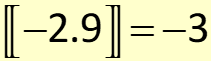 ⟦−2.9⟧ = −3